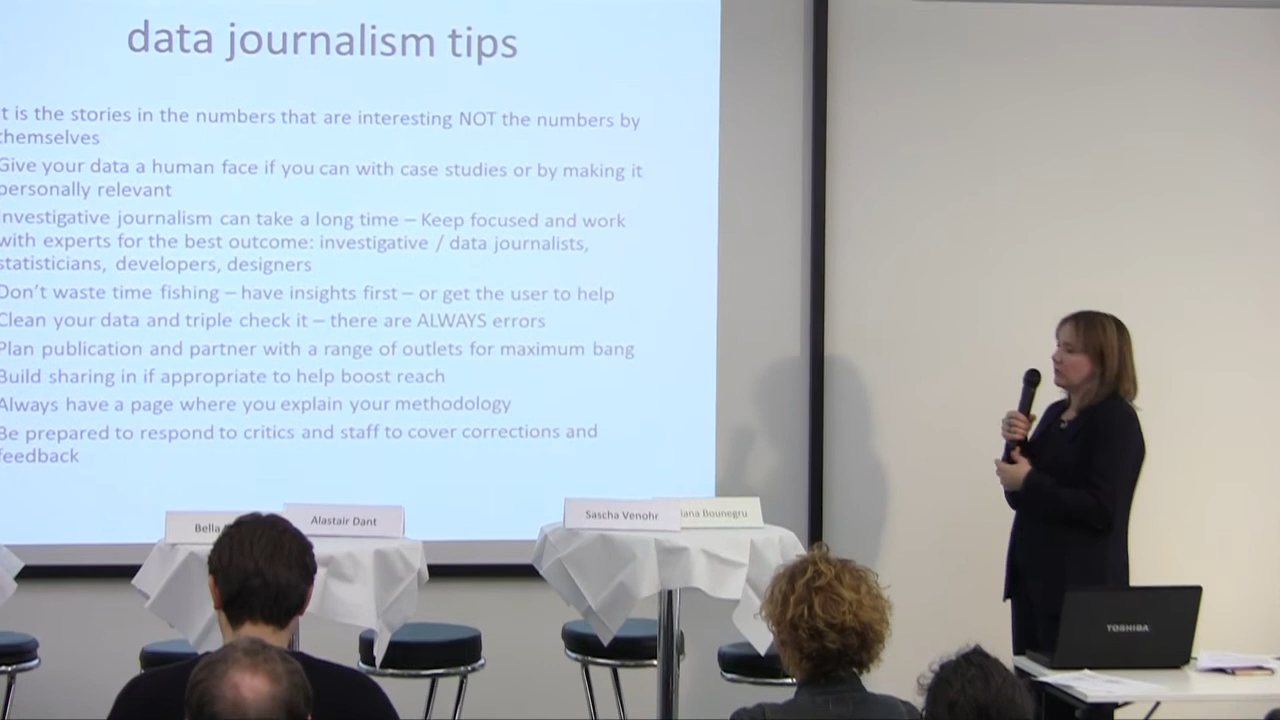 data journalism tips
t is the stories in the numbers that are interesting NOT the numbers by
themselves
Give your data a human face if you can with case studies or by making it
personally relevant
Investigative journalism can take a long time – Keep focused and work
with experts for the best outcome: investigative / data journalists,
statisticians, developers, designers
Don't waste time fishing – have insights first – or get the user to help
Clean your data and triple check it – there are ALWAYS errors
Plan publication and partner with a range of outlets for maximum bang
Build sharing in if appropriate to help boost reach
Always have a page where you explain your methodology
Be prepared to respond to critics and staff to cover corrections and
feedback
Bella
Alastair Dant
Sascha Venohr
iana Bounegru
TOSHIBA